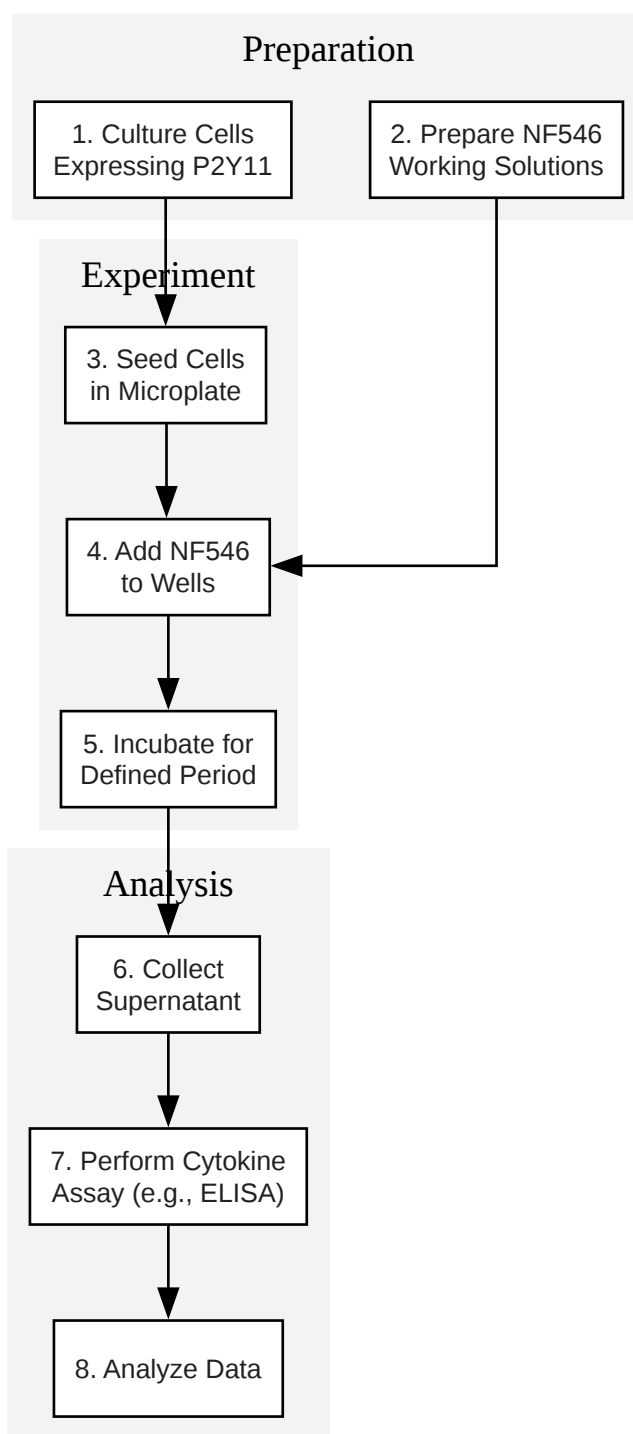 Preparation
1. Culture Cells
Expressing P2Y11
2. Prepare NF546
Working Solutions
Experiment
3. Seed Cells
in Microplate
4. Add NF546
to Wells
5. Incubate for
Defined Period
Analysis
6. Collect
Supernatant
7. Perform Cytokine
Assay (e.g., ELISA)
8. Analyze Data